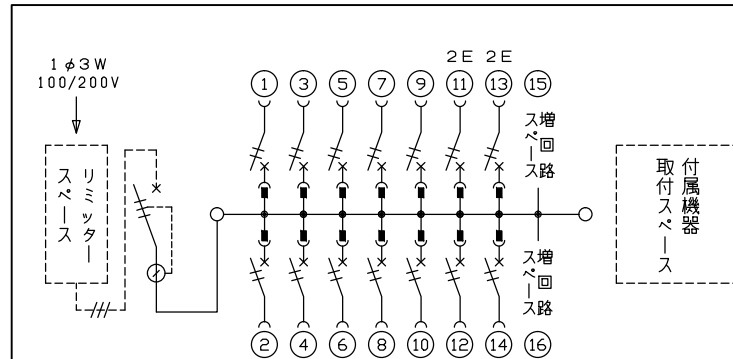 1φ3W
100/200V
リミッター
スペース
2E 2E
1 3 5 7 9 11 13 15
増回路
スペース
増回路
スペース
2 4 6 8 10 12 14 16
付属機器
取付スペース